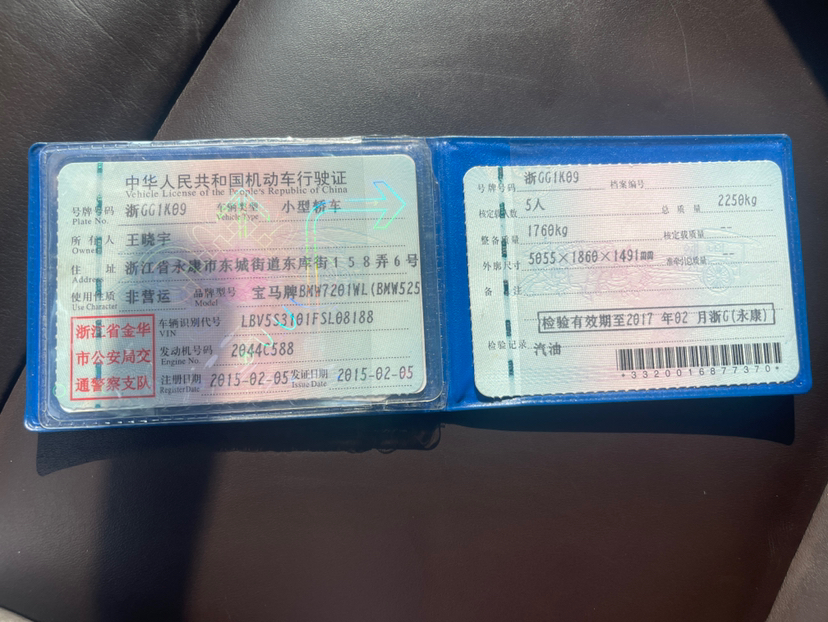 中华人民共和国机动车行驶证
Vehicle License of the People's Republic of China
号牌号码 浙GG1K09 车辆类型 小型轿车
Plate No. Vehicle Type
所有人 王晓宇
Owner
住 址 浙江省永康市东城街道东库街158弄6号
Address
使用性质 非营运 品牌型号 宝马牌BMW7201WL(BMW525
Use Character Model
浙江省金华
市公安局交
通警察支队
车辆识别代号 LBV5S3101FSL08188
VIN
发动机号码 2044C588
Engine No.
注册日期 2015-02-05 发证日期 2015-02-05
Register Date Issue Date
号牌号码 浙GG1K09 档案编号
核定载人数 5人 总质量 2250kg
整备质量 1760kg 核定载质量 --
外廓尺寸 5055×1860×1491 准牵引总质量 --
备 注
检验有效期至2017 年02 月浙G(永康)
检验记录 汽油
*3320016877370*